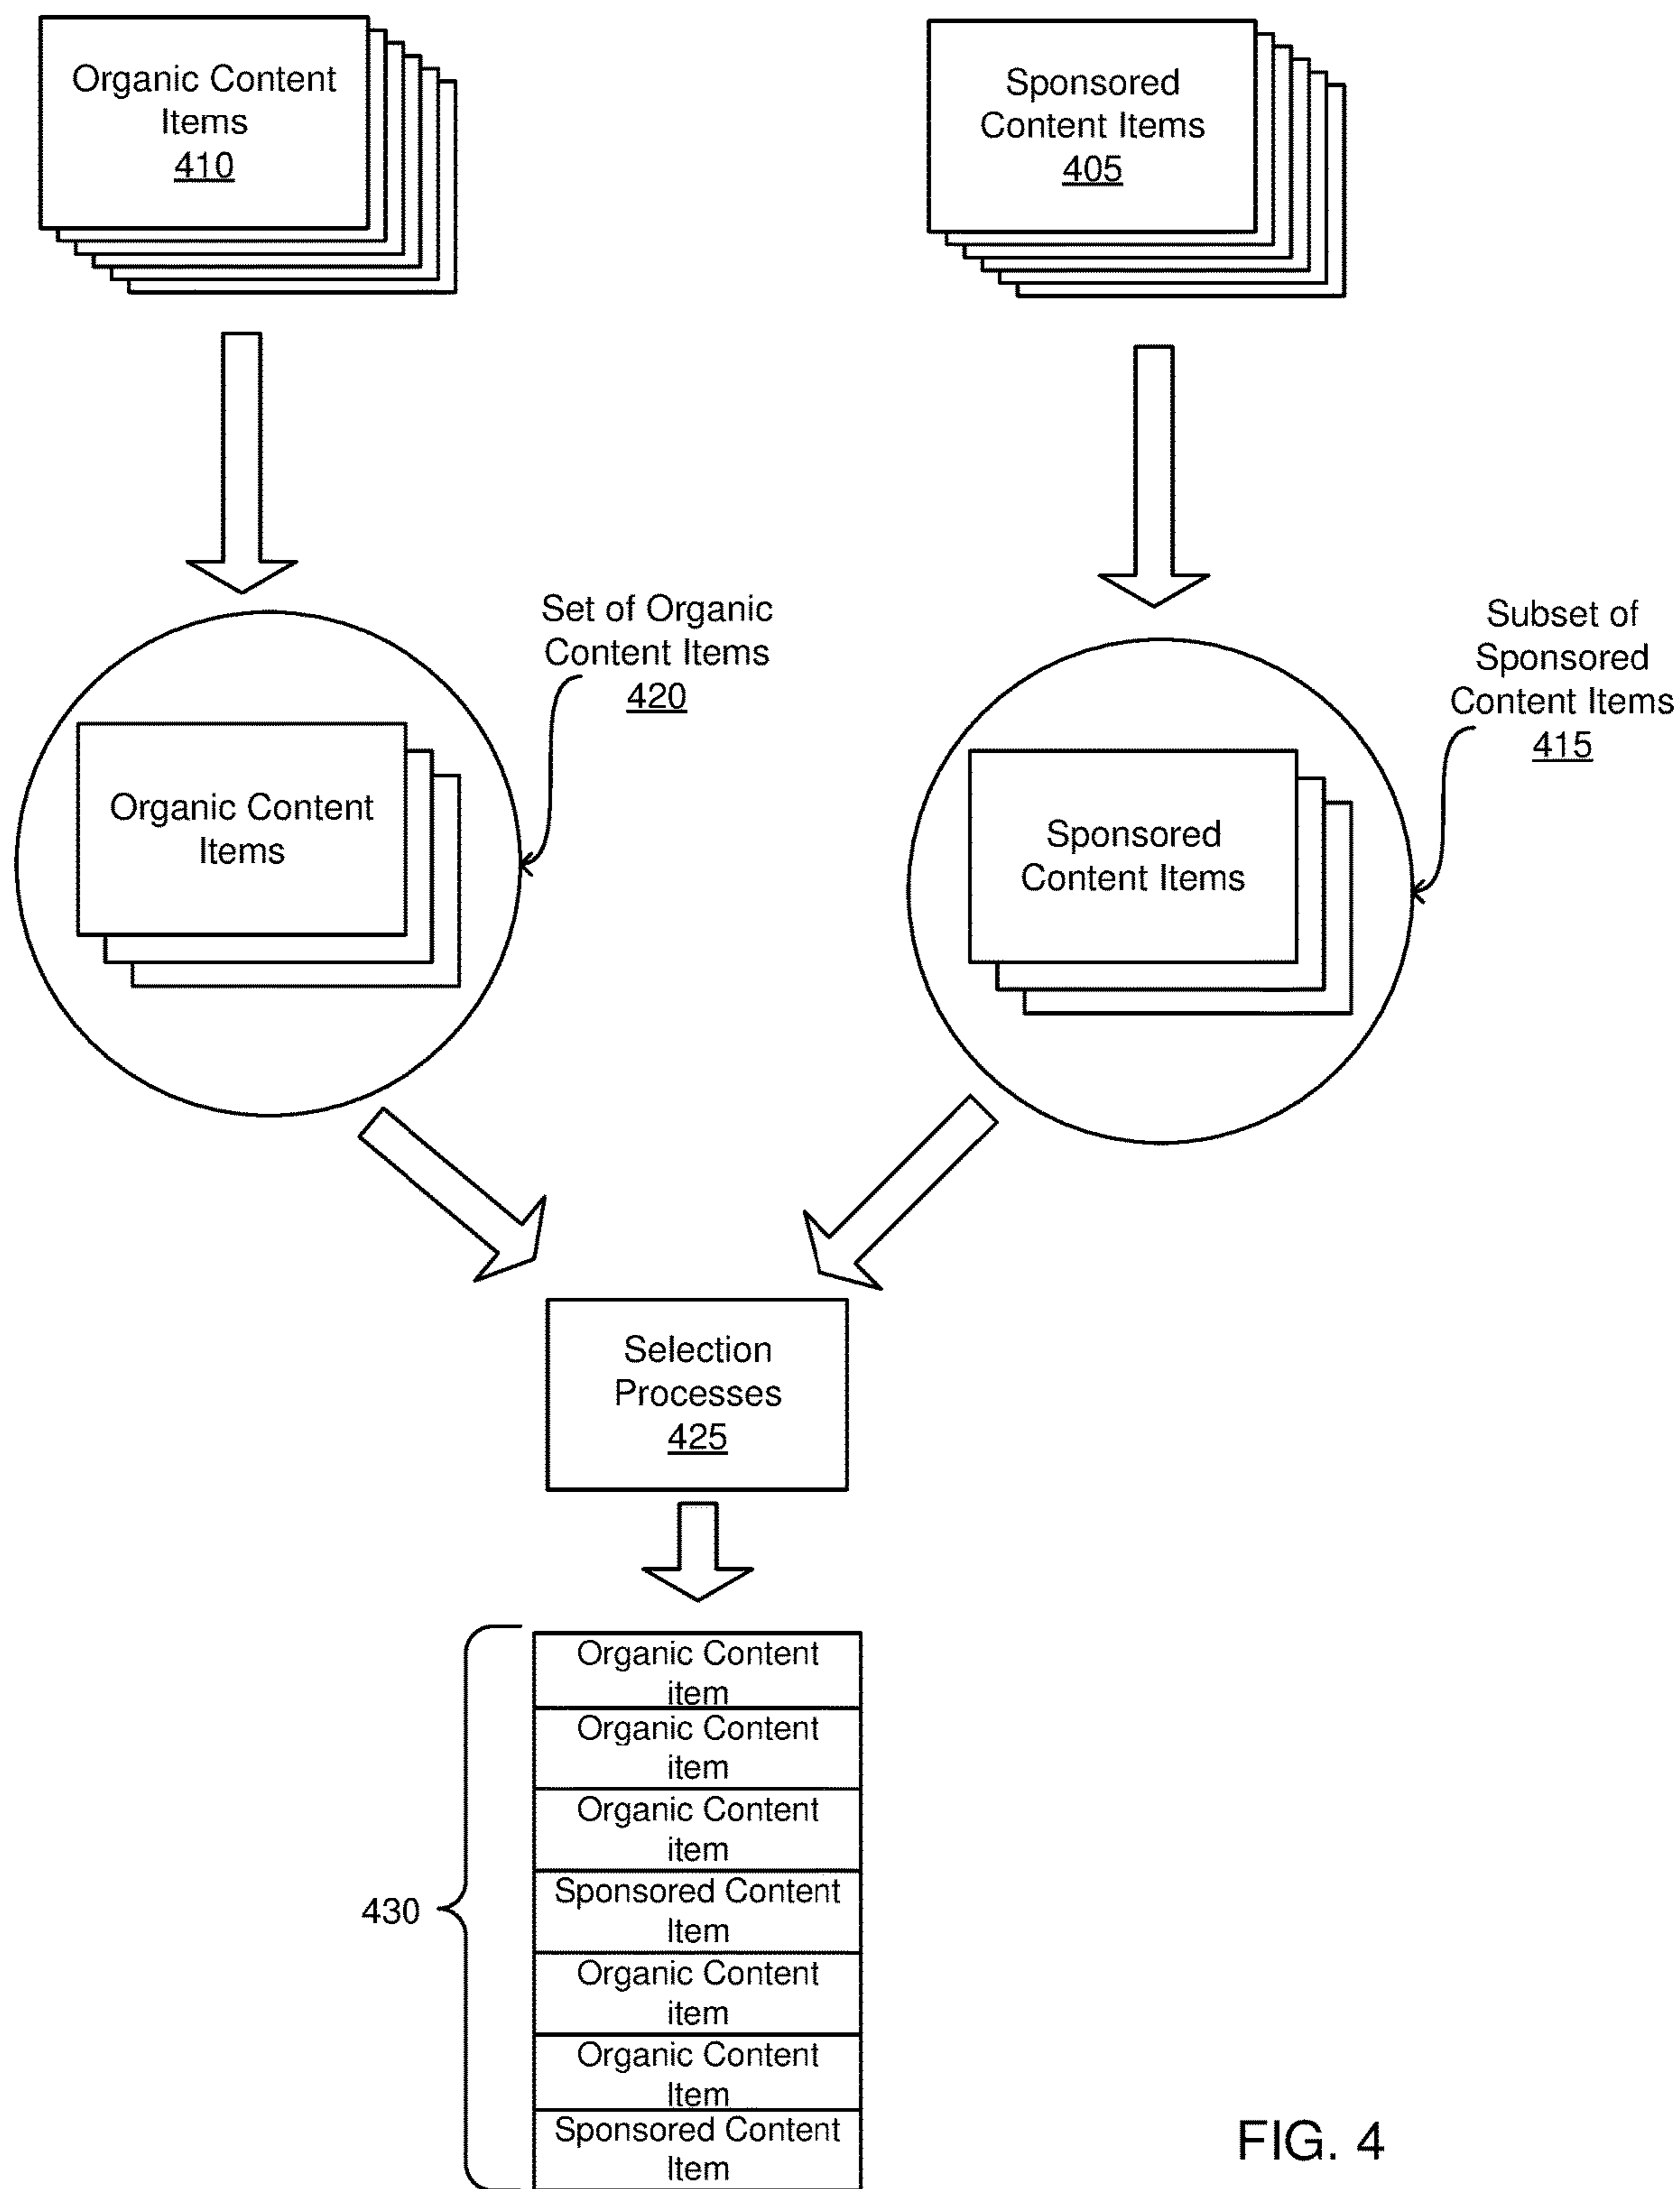 Organic Content
Items
410
Sponsored
Content Items
405
Set of Organic
Content Items
420
Subset of
Sponsored
Content Items
415
Organic Content
Items
Sponsored
Content Items
Selection
Processes
425
430
Organic Content
item
Organic Content
item
Organic Content
item
Sponsored Content
Item
Organic Content
item
Organic Content
Item
Sponsored Content
Item
FIG. 4